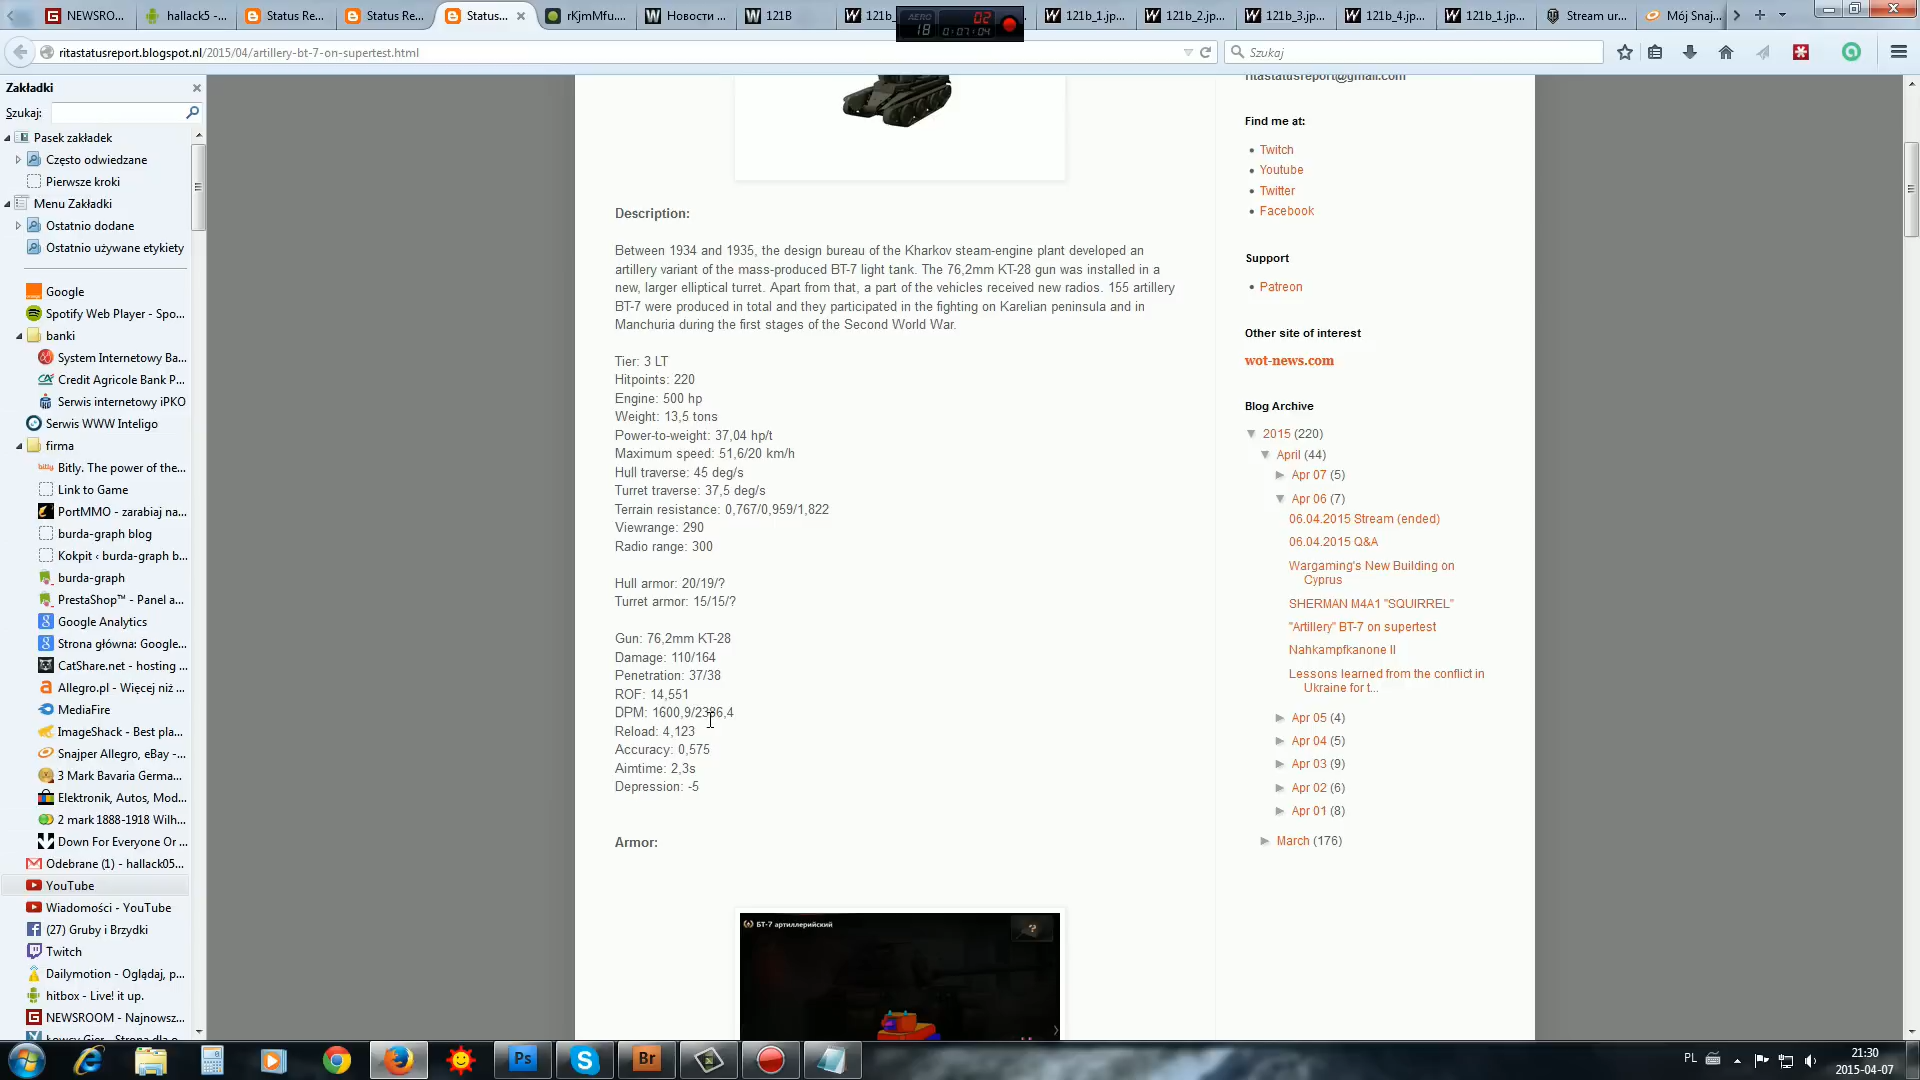 NEWSRO...
hallack5 -...
Status Re...
Status Re...
Status...
rKjmMfu....
Новости ...
121B
121b_
121b_1.jp...
121b_2.jp...
121b_3.jp...
121b_4.jp...
121b_1.jp...
Stream ur...
Mój Snaj...
AERO
18
02
0:07:04
ritastatusreport.blogspot.nl/2015/04/artillery-bt-7-on-supertest.html
Szukaj
Zakładki
Szukaj:
Pasek zakładek
Często odwiedzane
Pierwsze kroki
Menu Zakładki
Ostatnio dodane
Ostatnio używane etykiety
Google
Spotify Web Player - Spo...
banki
System Internetowy Ba...
Credit Agricole Bank P...
Serwis internetowy iPKO
Serwis WWW Inteligo
firma
Bitly. The power of the...
Link to Game
PortMMO - zarabiaj na...
burda-graph blog
Kokpit ‹ burda-graph b...
burda-graph
PrestaShop™ - Panel a...
Google Analytics
Strona główna: Google...
CatShare.net - hosting ...
Allegro.pl - Więcej niż ...
MediaFire
ImageShack - Best pla...
Snajper Allegro, eBay -...
3 Mark Bavaria Germa...
Elektronik, Autos, Mod...
2 mark 1888-1918 Wilh...
Down For Everyone Or ...
Odebrane (1) - hallack05...
YouTube
Wiadomości - YouTube
(27) Gruby i Brzydki
Twitch
Dailymotion - Oglądaj, p...
hitbox - Live! it up.
NEWSROOM - Najnowsz...
Łowcy Gier - Strona dla o...
Description:
Between 1934 and 1935, the design bureau of the Kharkov steam-engine plant developed an
artillery variant of the mass-produced BT-7 light tank. The 76,2mm KT-28 gun was installed in a
new, larger elliptical turret. Apart from that, a part of the vehicles received new radios. 155 artillery
BT-7 were produced in total and they participated in the fighting on Karelian peninsula and in
Manchuria during the first stages of the Second World War.
Tier: 3 LT
Hitpoints: 220
Engine: 500 hp
Weight: 13,5 tons
Power-to-weight: 37,04 hp/t
Maximum speed: 51,6/20 km/h
Hull traverse: 45 deg/s
Turret traverse: 37,5 deg/s
Terrain resistance: 0,767/0,959/1,822
Viewrange: 290
Radio range: 300
Hull armor: 20/19/?
Turret armor: 15/15/?
Gun: 76,2mm KT-28
Damage: 110/164
Penetration: 37/38
ROF: 14,551
DPM: 1600,9/2386,4
Reload: 4,123
Accuracy: 0,575
Aimtime: 2,3s
Depression: -5
Armor:
БТ-7 артиллерийский
?
ritastatusreport@gmail.com
Find me at:
Twitch
Youtube
Twitter
Facebook
Support
Patreon
Other site of interest
wot-news.com
Blog Archive
▼ 2015 (220)
▼ April (44)
► Apr 07 (5)
▼ Apr 06 (7)
06.04.2015 Stream (ended)
06.04.2015 Q&A
Wargaming's New Building on
Cyprus
SHERMAN M4A1 "SQUIRREL"
"Artillery" BT-7 on supertest
Nahkampfkanone II
Lessons learned from the conflict in
Ukraine for t...
► Apr 05 (4)
► Apr 04 (5)
► Apr 03 (9)
► Apr 02 (6)
► Apr 01 (8)
► March (176)
Ps
Br
PL
21:30
2015-04-07